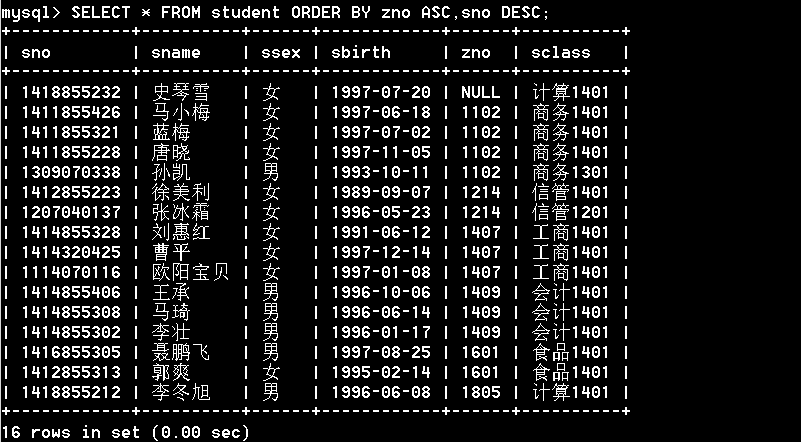 mysql> SELECT * FROM student ORDER BY zno ASC,sno DESC;
+------------+----------+------+------------+------+----------+
| sno        | sname    | ssex | sbirth     | zno  | sclass   |
+------------+----------+------+------------+------+----------+
| 1418855232 | 史琴雪   | 女   | 1997-07-20 | NULL | 计算1401 |
| 1411855426 | 马小梅   | 女   | 1997-06-18 | 1102 | 商务1401 |
| 1411855321 | 蓝梅     | 女   | 1997-07-02 | 1102 | 商务1401 |
| 1411855228 | 唐晓     | 女   | 1997-11-05 | 1102 | 商务1401 |
| 1309070338 | 孙凯     | 男   | 1993-10-11 | 1102 | 商务1301 |
| 1412855223 | 徐美利   | 女   | 1989-09-07 | 1214 | 信管1401 |
| 1207040137 | 张冰霜   | 女   | 1996-05-23 | 1214 | 信管1201 |
| 1414855328 | 刘惠红   | 女   | 1991-06-12 | 1407 | 工商1401 |
| 1414320425 | 曹平     | 女   | 1997-12-14 | 1407 | 工商1401 |
| 1114070116 | 欧阳宝贝 | 女   | 1997-01-08 | 1407 | 工商1401 |
| 1414855406 | 王承     | 男   | 1996-10-06 | 1409 | 会计1401 |
| 1414855308 | 马琦     | 男   | 1996-06-14 | 1409 | 会计1401 |
| 1414855302 | 李壮     | 男   | 1996-01-17 | 1409 | 会计1401 |
| 1416855305 | 聂鹏飞   | 男   | 1997-08-25 | 1601 | 食品1401 |
| 1412855313 | 郭爽     | 女   | 1995-02-14 | 1601 | 食品1401 |
| 1418855212 | 李冬旭   | 男   | 1996-06-08 | 1805 | 计算1401 |
+------------+----------+------+------------+------+----------+
16 rows in set (0.00 sec)